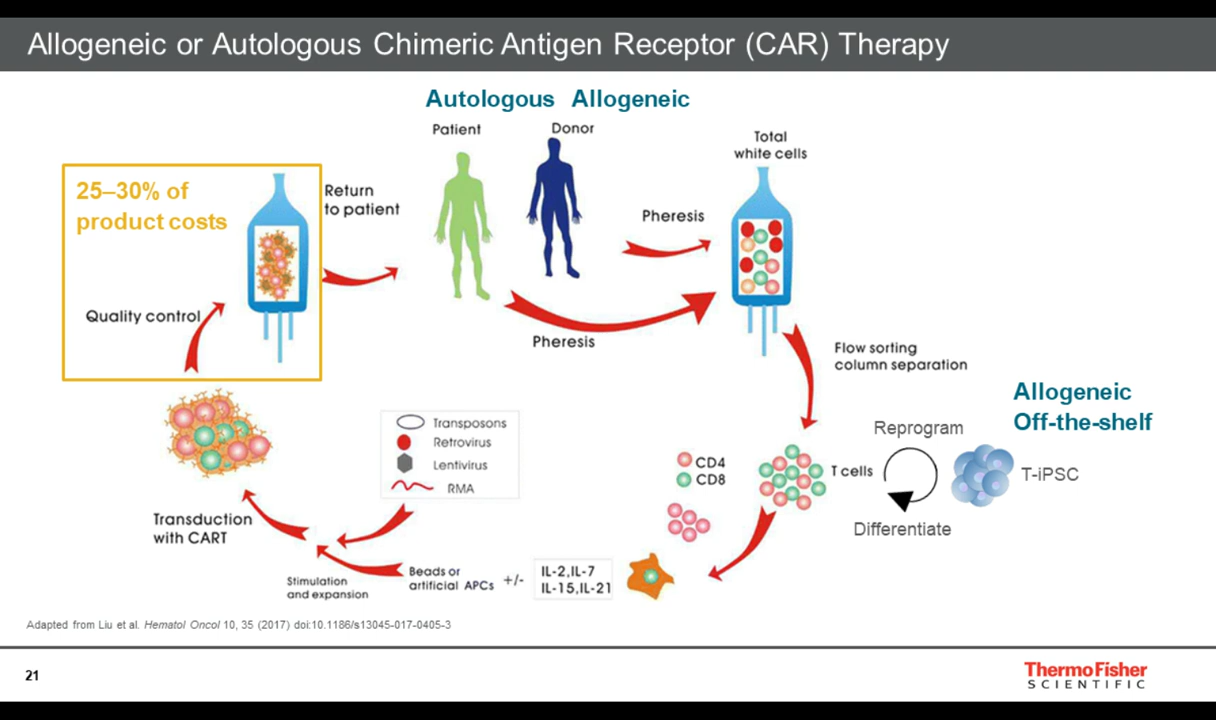 Allogeneic or Autologous Chimeric Antigen Receptor (CAR) Therapy
Autologous Allogeneic
Patient
Donor
Total
white cells
25–30% of
product costs
Return
to patient
Pheresis
Quality control
Pheresis
Flow sorting
column separation
Allogeneic
Off-the-shelf
Reprogram
Transposons
Retrovirus
Lentivirus
RMA
CD4
CD8
T cells
T-iPSC
Differentiate
Transduction
with CART
Stimulation
and expansion
Beads or
artificial APCs
+/-
IL-2,IL-7
IL-15,IL-21
Adapted from Liu et al. Hematol Oncol 10, 35 (2017) doi:10.1186/s13045-017-0405-3
21
ThermoFisher
SCIENTIFIC